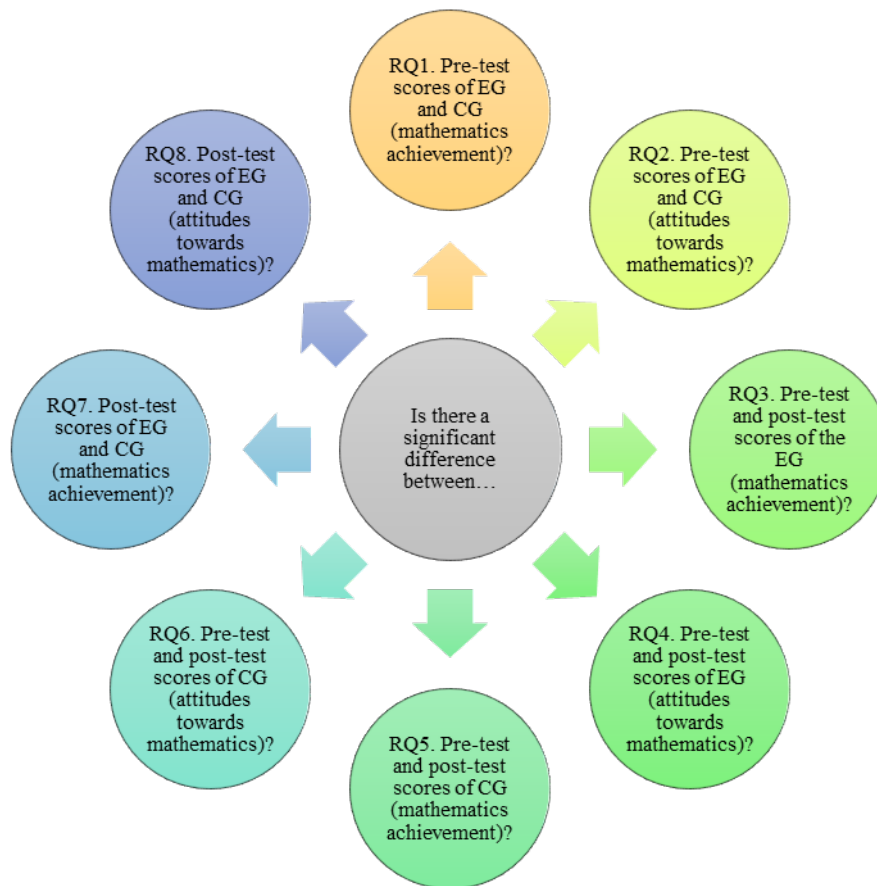 Is there a
significant
difference
between…
RQ1. Pre-test
scores of EG
and CG
(mathematics
achievement)?
RQ2. Pre-test
scores of EG
and CG
(attitudes
towards
mathematics)?
RQ3. Pre-test
and post-test
scores of the
EG
(mathematics
achievement)?
RQ4. Pre-test
and post-test
scores of EG
(attitudes
towards
mathematics)?
RQ5. Pre-test
and post-test
scores of CG
(mathematics
achievement)?
RQ6. Pre-test
and post-test
scores of CG
(attitudes
towards
mathematics)?
RQ7. Post-test
scores of EG
and CG
(mathematics
achievement)?
RQ8. Post-test
scores of EG
and CG
(attitudes
towards
mathematics)?